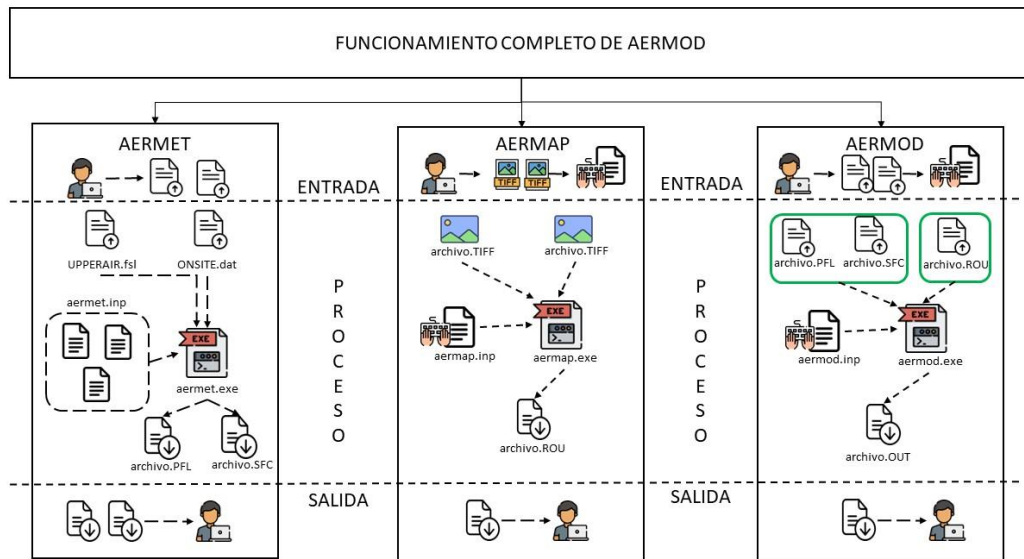 FUNCIONAMIENTO COMPLETO DE AERMOD
AERMET
ENTRADA
UPPERAIR.fsl
ONSITE.dat
aermet.inp
EXE
aermet.exe
archivo.PFL
archivo.SFC
PROCESO
SALIDA
AERMAP
TIFF
TIFF
archivo.TIFF
archivo.TIFF
EXE
aermap.inp
aermap.exe
archivo.ROU
ENTRADA
PROCESO
SALIDA
AERMOD
archivo.PFL
archivo.SFC
archivo.ROU
EXE
aermod.inp
aermod.exe
archivo.OUT